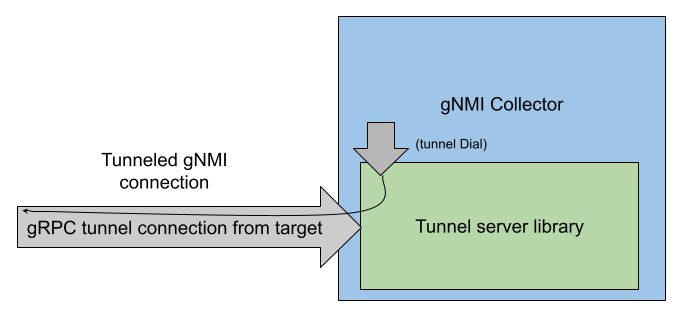 gNMI Collector
(tunnel Dial)
Tunneled gNMI
connection
gRPC tunnel connection from target
Tunnel server library